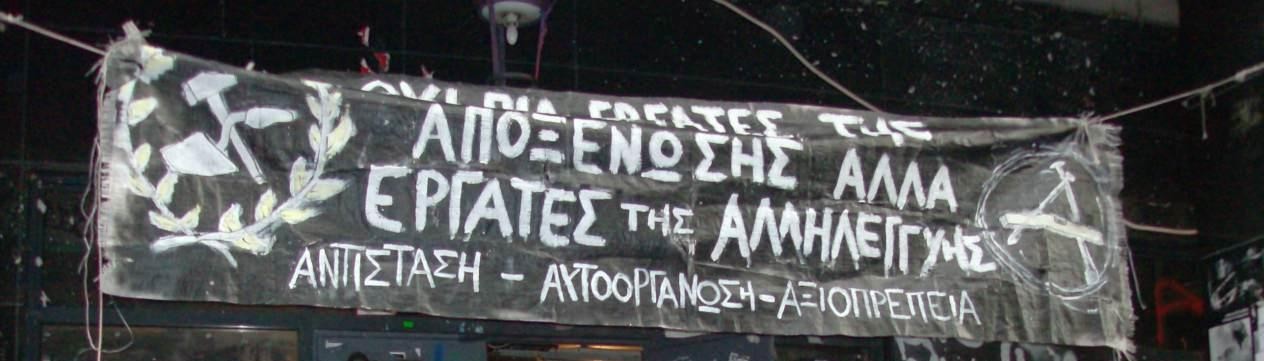 ΟΧΙ ΠΙΑ ΕΡΓΑΤΕΣ ΤΗΣ
ΑΠΟΞΕΝΩΣΗΣ ΑΛΛΑ
ΕΡΓΑΤΕΣ ΤΗΣ ΑΛΛΗΛΕΓΓΥΗΣ
ΑΝΤΙΣΤΑΣΗ - ΑΥΤΟΟΡΓΑΝΩΣΗ - ΑΞΙΟΠΡΕΠΕΙΑ